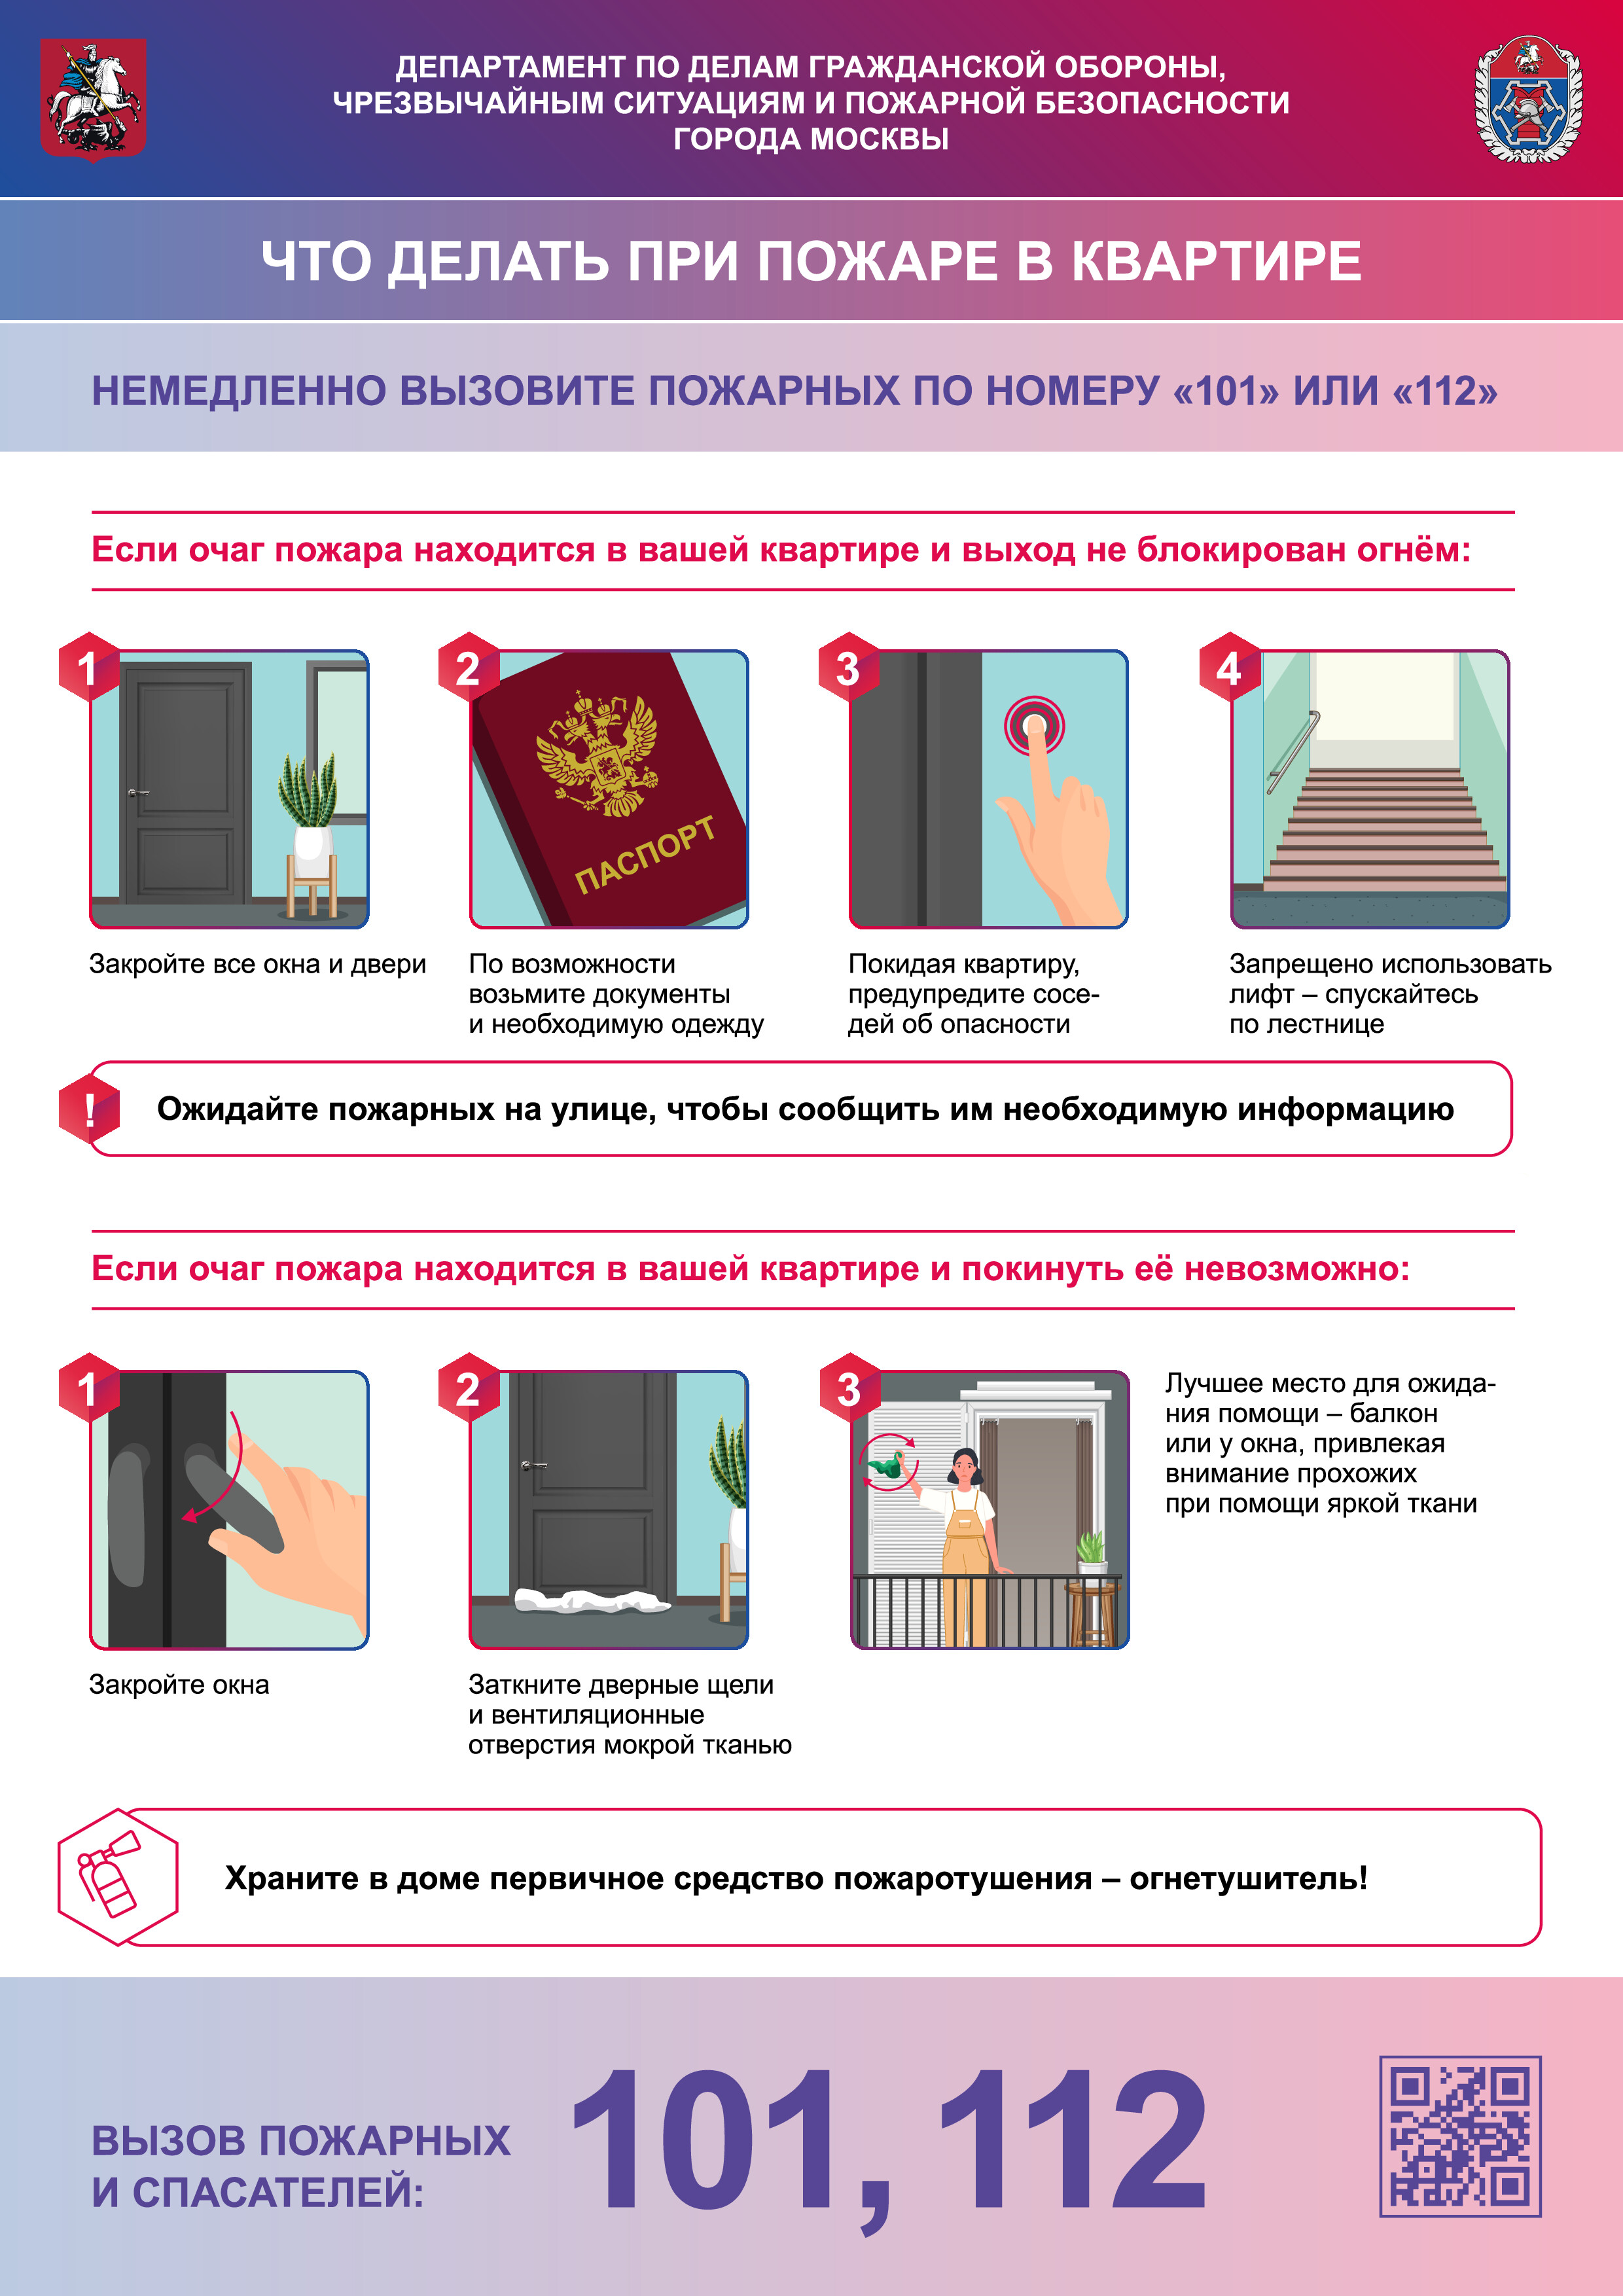 ДЕПАРТАМЕНТ ПО ДЕЛАМ ГРАЖДАНСКОЙ ОБОРОНЫ,
ЧРЕЗВЫЧАЙНЫМ СИТУАЦИЯМ И ПОЖАРНОЙ БЕЗОПАСНОСТИ
ГОРОДА МОСКВЫ
ЧТО ДЕЛАТЬ ПРИ ПОЖАРЕ В КВАРТИРЕ
НЕМЕДЛЕННО ВЫЗОВИТЕ ПОЖАРНЫХ ПО НОМЕРУ «101» ИЛИ «112»
Если очаг пожара находится в вашей квартире и выход не блокирован огнём:
1
Закройте все окна и двери
2
ПАСПОРТ
По возможности
возьмите документы
и необходимую одежду
3
Покидая квартиру,
предупредите сосе-
дей об опасности
4
Запрещено использовать
лифт – спускайтесь
по лестнице
!
Ожидайте пожарных на улице, чтобы сообщить им необходимую информацию
Если очаг пожара находится в вашей квартире и покинуть её невозможно:
1
Закройте окна
2
Заткните дверные щели
и вентиляционные
отверстия мокрой тканью
3
Лучшее место для ожида-
ния помощи – балкон
или у окна, привлекая
внимание прохожих
при помощи яркой ткани
Храните в доме первичное средство пожаротушения – огнетушитель!
ВЫЗОВ ПОЖАРНЫХ
И СПАСАТЕЛЕЙ:
101, 112